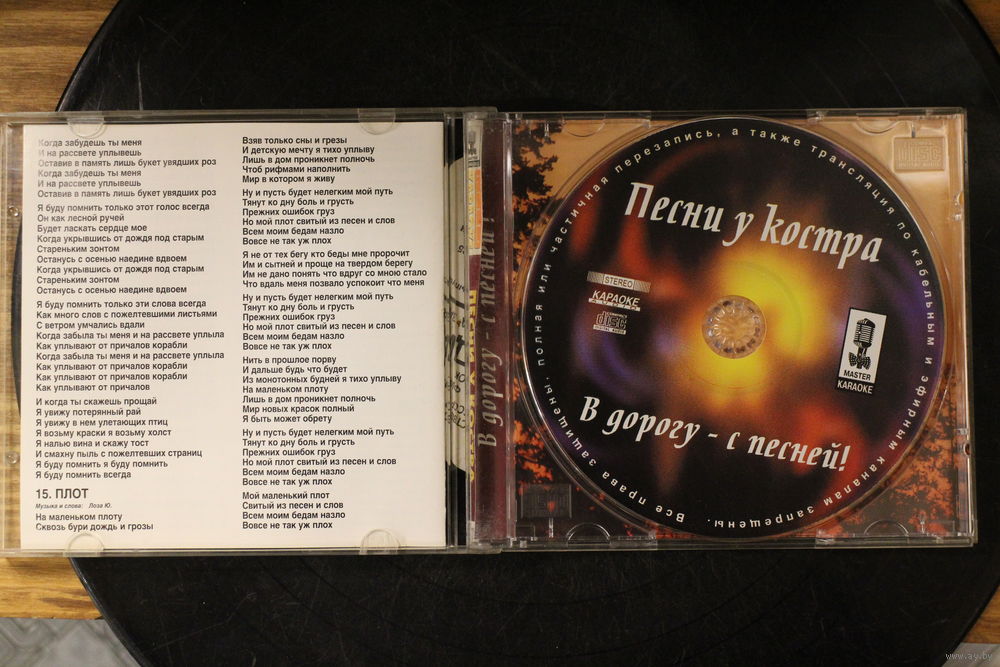 Когда забудешь ты меня
И на рассвете уплывешь
Оставив в память лишь букет увядших роз
Когда забудешь ты меня
И на рассвете уплывешь
Оставив в память лишь букет увядших роз
Я буду помнить только этот голос всегда
Он как лесной ручей
Будет ласкать сердце мое
Когда укрывшись от дождя под старым
Стареньким зонтом
Останусь с осенью наедине вдвоем
Когда укрывшись от дождя под старым
Стареньким зонтом
Останусь с осенью наедине вдвоем
Я буду помнить только эти слова всегда
Как много слов с пожелтевшими листьями
С ветром умчались вдали
Когда забыла ты меня и на рассвете уплыла
Как уплывают от причалов корабли
Когда забыла ты меня и на рассвете уплыла
Как уплывают от причалов корабли
Как уплывают от причалов корабли
Как уплывают от причалов
И когда ты скажешь прощай
Я увижу потерянный рай
Я увижу в нем улетающих птиц
Я возьму краски я возьму холст
Я налью вина и скажу тост
И смахну пыль с пожелтевших страниц
Я буду помнить я буду помнить
Я буду помнить всегда
15. ПЛОТ
Музыка и слова: Лоза Ю.
На маленьком плоту
Сквозь бури дождь и грозы
Взяв только сны и грезы
И детскую мечту я тихо уплыву
Лишь в дом проникнет полночь
Чтоб рифмами наполнить
Мир в котором я живу
Ну и пусть будет нелегким мой путь
Тянут ко дну боль и грусть
Прежних ошибок груз
Но мой плот свитый из песен и слов
Всем моим бедам назло
Вовсе не так уж плох
Я не от тех бегу кто беды мне пророчит
Им и сытней и проще на твердом берегу
Им не дано понять что вдруг со мною стало
Что вдаль меня позвало успокоит что меня
Ну и пусть будет нелегким мой путь
Тянут ко дну боль и грусть
Прежних ошибок груз
Но мой плот свитый из песен и слов
Всем моим бедам назло
Вовсе не так уж плох
Нить в прошлое порву
И дальше будь что будет
Из монотонных будней я тихо уплыву
На маленьком плоту
Лишь в дом проникнет полночь
Мир новых красок полный
Я быть может обрету
Ну и пусть будет нелегким мой путь
Тянут ко дну боль и грусть
Прежних ошибок груз
Но мой плот свитый из песен и слов
Всем моим бедам назло
Вовсе не так уж плох
Мой маленький плот
Свитый из песен и слов
Всем моим бедам назло
Вовсе не так уж плох
В дорогу - с песней!
Песни у костра
STEREO
КАРАОКЕ
AUDIO
COMPACT
disc
DIGITAL AUDIO
MASTER
KARAOKE
В дорогу - с песней!
Все права защищены. полная или частичная перезапись, а также трансляция по кабельным и эфирным каналам запрещены.
www.ay.by